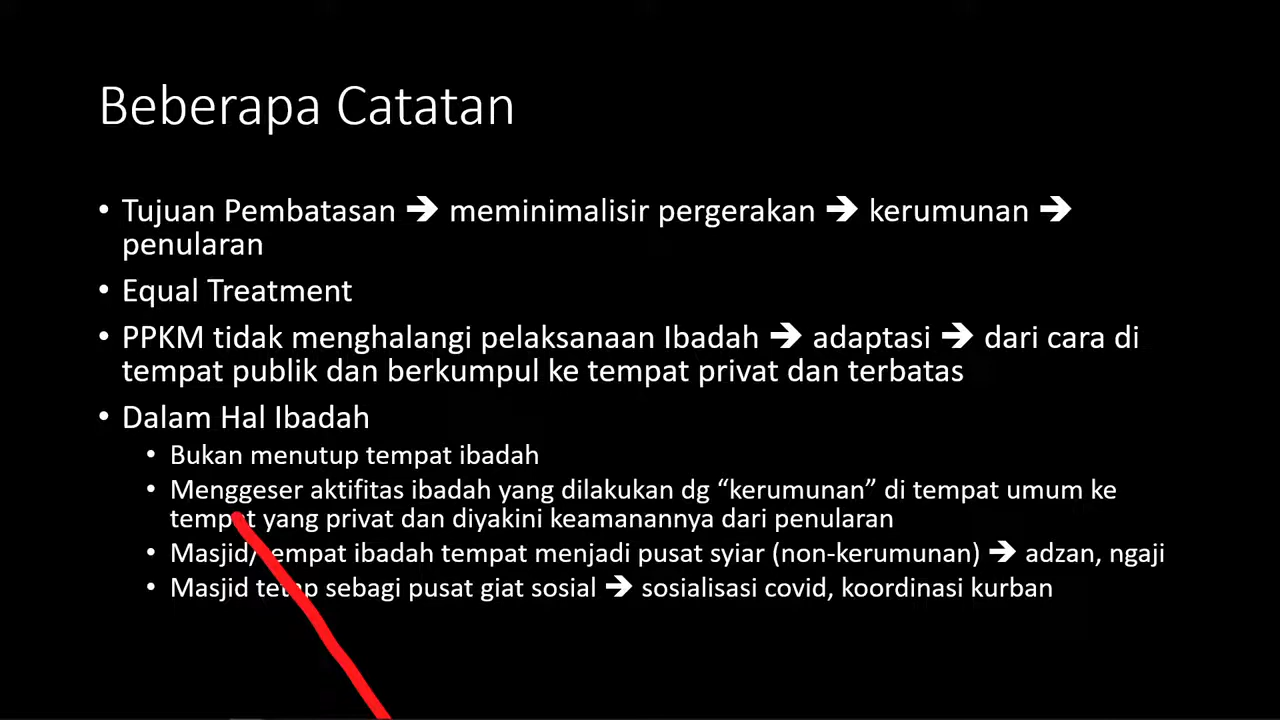 Beberapa Catatan
• Tujuan Pembatasan ➔ meminimalisir pergerakan ➔ kerumunan ➔
penularan
• Equal Treatment
• PPKM tidak menghalangi pelaksanaan Ibadah ➔ adaptasi ➔ dari cara di
tempat publik dan berkumpul ke tempat privat dan terbatas
• Dalam Hal Ibadah
• Bukan menutup tempat ibadah
• Menggeser aktifitas ibadah yang dilakukan dg “kerumunan” di tempat umum ke
tempat yang privat dan diyakini keamanannya dari penularan
• Masjid/tempat ibadah tempat menjadi pusat syiar (non-kerumunan) ➔ adzan, ngaji
• Masjid tetap sebagi pusat giat sosial ➔ sosialisasi covid, koordinasi kurban